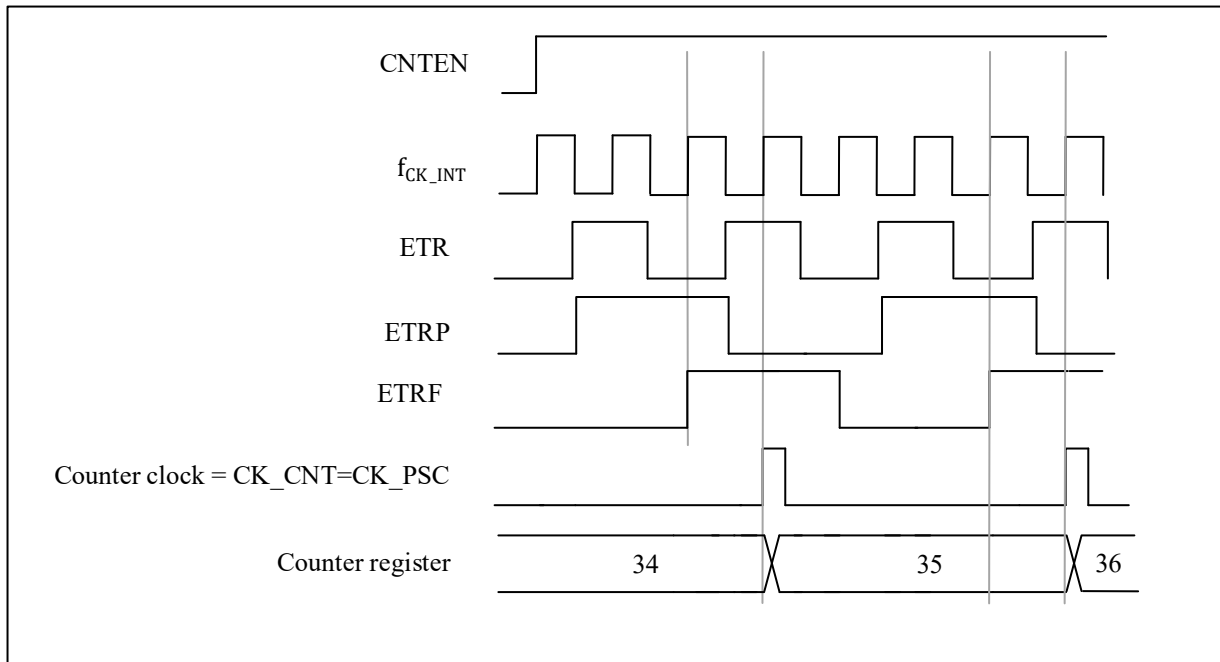 CNTEN
fCK_INT
ETR
ETRP
ETRF
Counter clock = CK_CNT=CK_PSC
Counter register
34
35
36